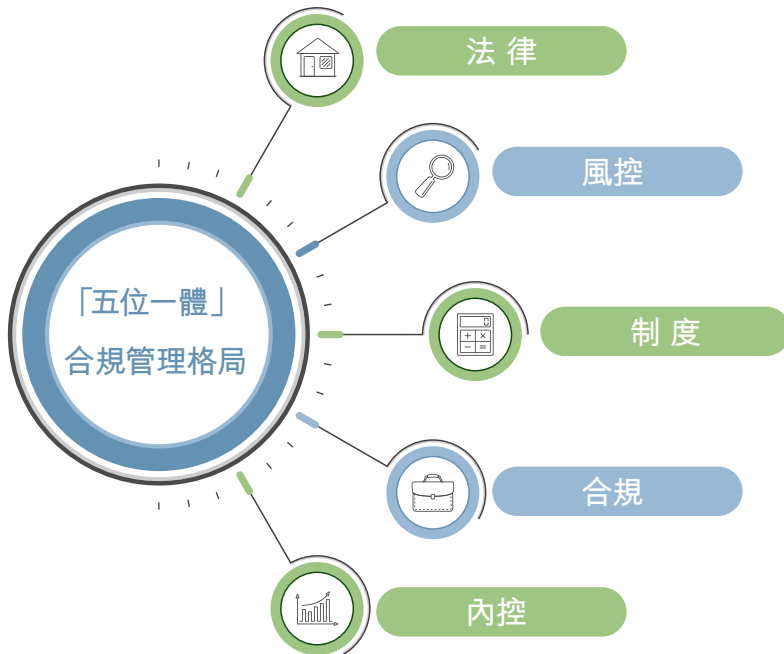 法 律
風控
「五位一體」
合規管理格局
制 度
合規
內控